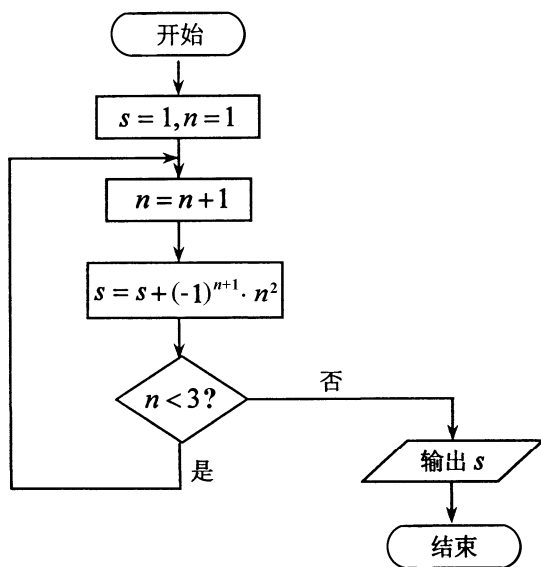 开始
s = 1, n = 1
n = n + 1
s = s + (-1)^{n+1} · n^2
n < 3?
否
是
输出 s
结束